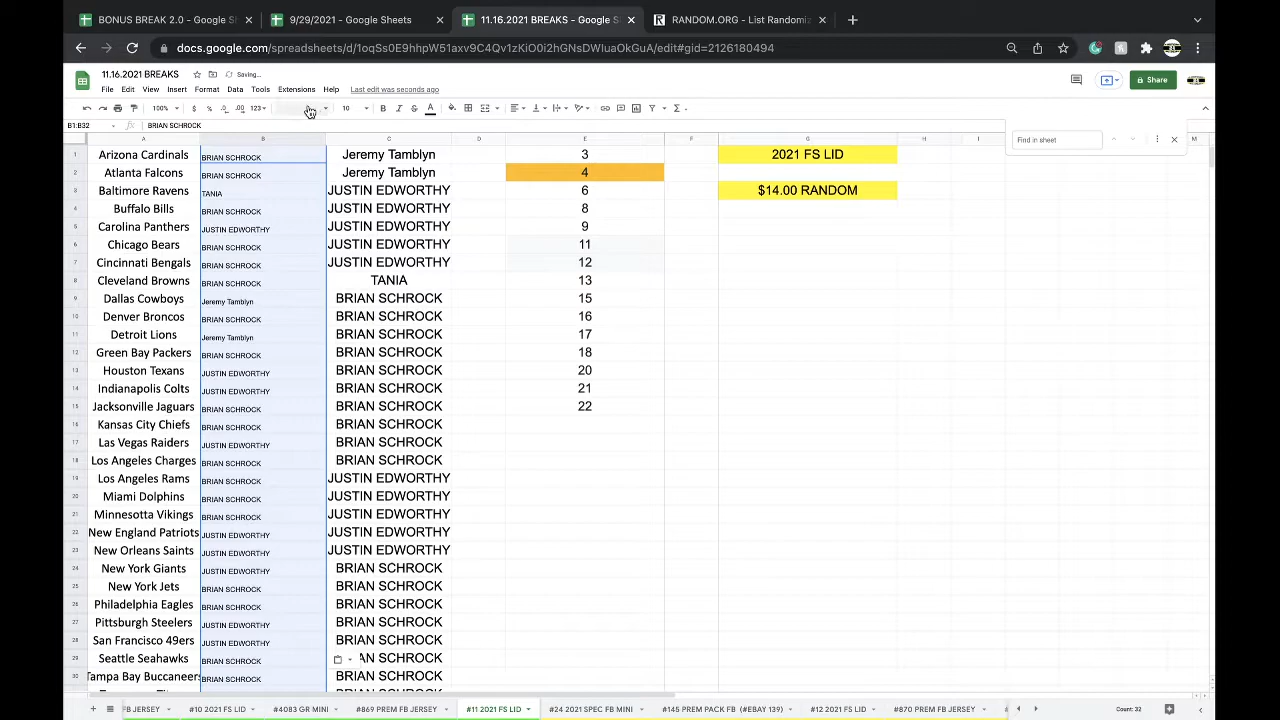 BONUS BREAK 2.0 - Google S
9/29/2021 - Google Sheets
11.16.2021 BREAKS - Google S
RANDOM.ORG - List Randomiz
docs.google.com/spreadsheets/d/1oqSs0E9hhpW51axv9C4Qv1zKiO0i2hGNsDWIuaOkGuA/edit#gid=2126180494
11.16.2021 BREAKS Saving...
File Edit View Insert Format Data Tools Extensions Help Last edit was seconds ago
Share
100% $ % .0 .00 123 10 B I S A
B1:B32 fx BRIAN SCHROCK
Find in sheet
A B C D E F G H I M
1 Arizona Cardinals BRIAN SCHROCK Jeremy Tamblyn 3 2021 FS LID
2 Atlanta Falcons BRIAN SCHROCK Jeremy Tamblyn 4
3 Baltimore Ravens TANIA JUSTIN EDWORTHY 6 $14.00 RANDOM
4 Buffalo Bills BRIAN SCHROCK JUSTIN EDWORTHY 8
5 Carolina Panthers JUSTIN EDWORTHY JUSTIN EDWORTHY 9
6 Chicago Bears BRIAN SCHROCK JUSTIN EDWORTHY 11
7 Cincinnati Bengals BRIAN SCHROCK JUSTIN EDWORTHY 12
8 Cleveland Browns BRIAN SCHROCK TANIA 13
9 Dallas Cowboys Jeremy Tamblyn BRIAN SCHROCK 15
10 Denver Broncos BRIAN SCHROCK BRIAN SCHROCK 16
11 Detroit Lions Jeremy Tamblyn BRIAN SCHROCK 17
12 Green Bay Packers BRIAN SCHROCK BRIAN SCHROCK 18
13 Houston Texans JUSTIN EDWORTHY BRIAN SCHROCK 20
14 Indianapolis Colts JUSTIN EDWORTHY BRIAN SCHROCK 21
15 Jacksonville Jaguars BRIAN SCHROCK BRIAN SCHROCK 22
16 Kansas City Chiefs BRIAN SCHROCK BRIAN SCHROCK
17 Las Vegas Raiders JUSTIN EDWORTHY BRIAN SCHROCK
18 Los Angeles Charges BRIAN SCHROCK BRIAN SCHROCK
19 Los Angeles Rams BRIAN SCHROCK JUSTIN EDWORTHY
20 Miami Dolphins BRIAN SCHROCK JUSTIN EDWORTHY
21 Minnesotta Vikings BRIAN SCHROCK JUSTIN EDWORTHY
22 New England Patriots JUSTIN EDWORTHY JUSTIN EDWORTHY
23 New Orleans Saints JUSTIN EDWORTHY JUSTIN EDWORTHY
24 New York Giants JUSTIN EDWORTHY BRIAN SCHROCK
25 New York Jets BRIAN SCHROCK BRIAN SCHROCK
26 Philadelphia Eagles BRIAN SCHROCK BRIAN SCHROCK
27 Pittsburgh Steelers JUSTIN EDWORTHY BRIAN SCHROCK
28 San Francisco 49ers JUSTIN EDWORTHY BRIAN SCHROCK
29 Seattle Seahawks BRIAN SCHROCK AN SCHROCK
30 Tampa Bay Buccaneers BRIAN SCHROCK BRIAN SCHROCK
FB JERSEY #10 2021 FS LID #4083 GR MINI #869 PREM FB JERSEY #11 2021 FS LID #24 2021 SPEC FB MINI #145 PREM PACK FB (#EBAY 139) #12 2021 FS LID #870 PREM FB JERSEY Count: 32